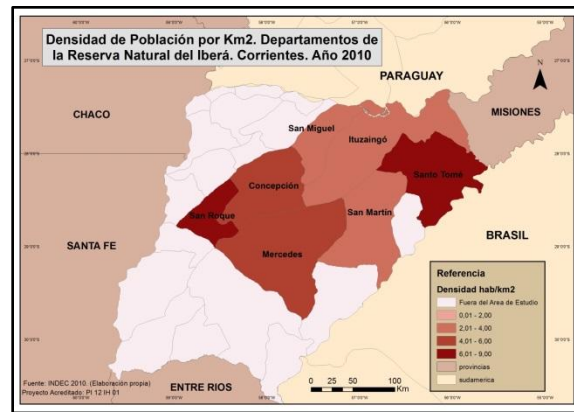 Densidad de Población por Km2. Departamentos de
la Reserva Natural del Iberá. Corrientes. Año 2010
PARAGUAY
CHACO
MISIONES
San Miguel
Ituzaingó
Concepción
Santo Tomé
San Roque
San Martín
SANTA FE
BRASIL
Mercedes
Referencia
Densidad hab/km2
Fuera del Area de Estudio
0,01 - 2,00
2,01 - 4,00
4,01 - 6,00
6,01 - 9,00
provincias
sudamerica
Fuente: INDEC 2010. (Elaboración propia)
Proyecto Acreditado: PI 12 IH 01
ENTRE RIOS
0 12,5 25 50 75 100
Km